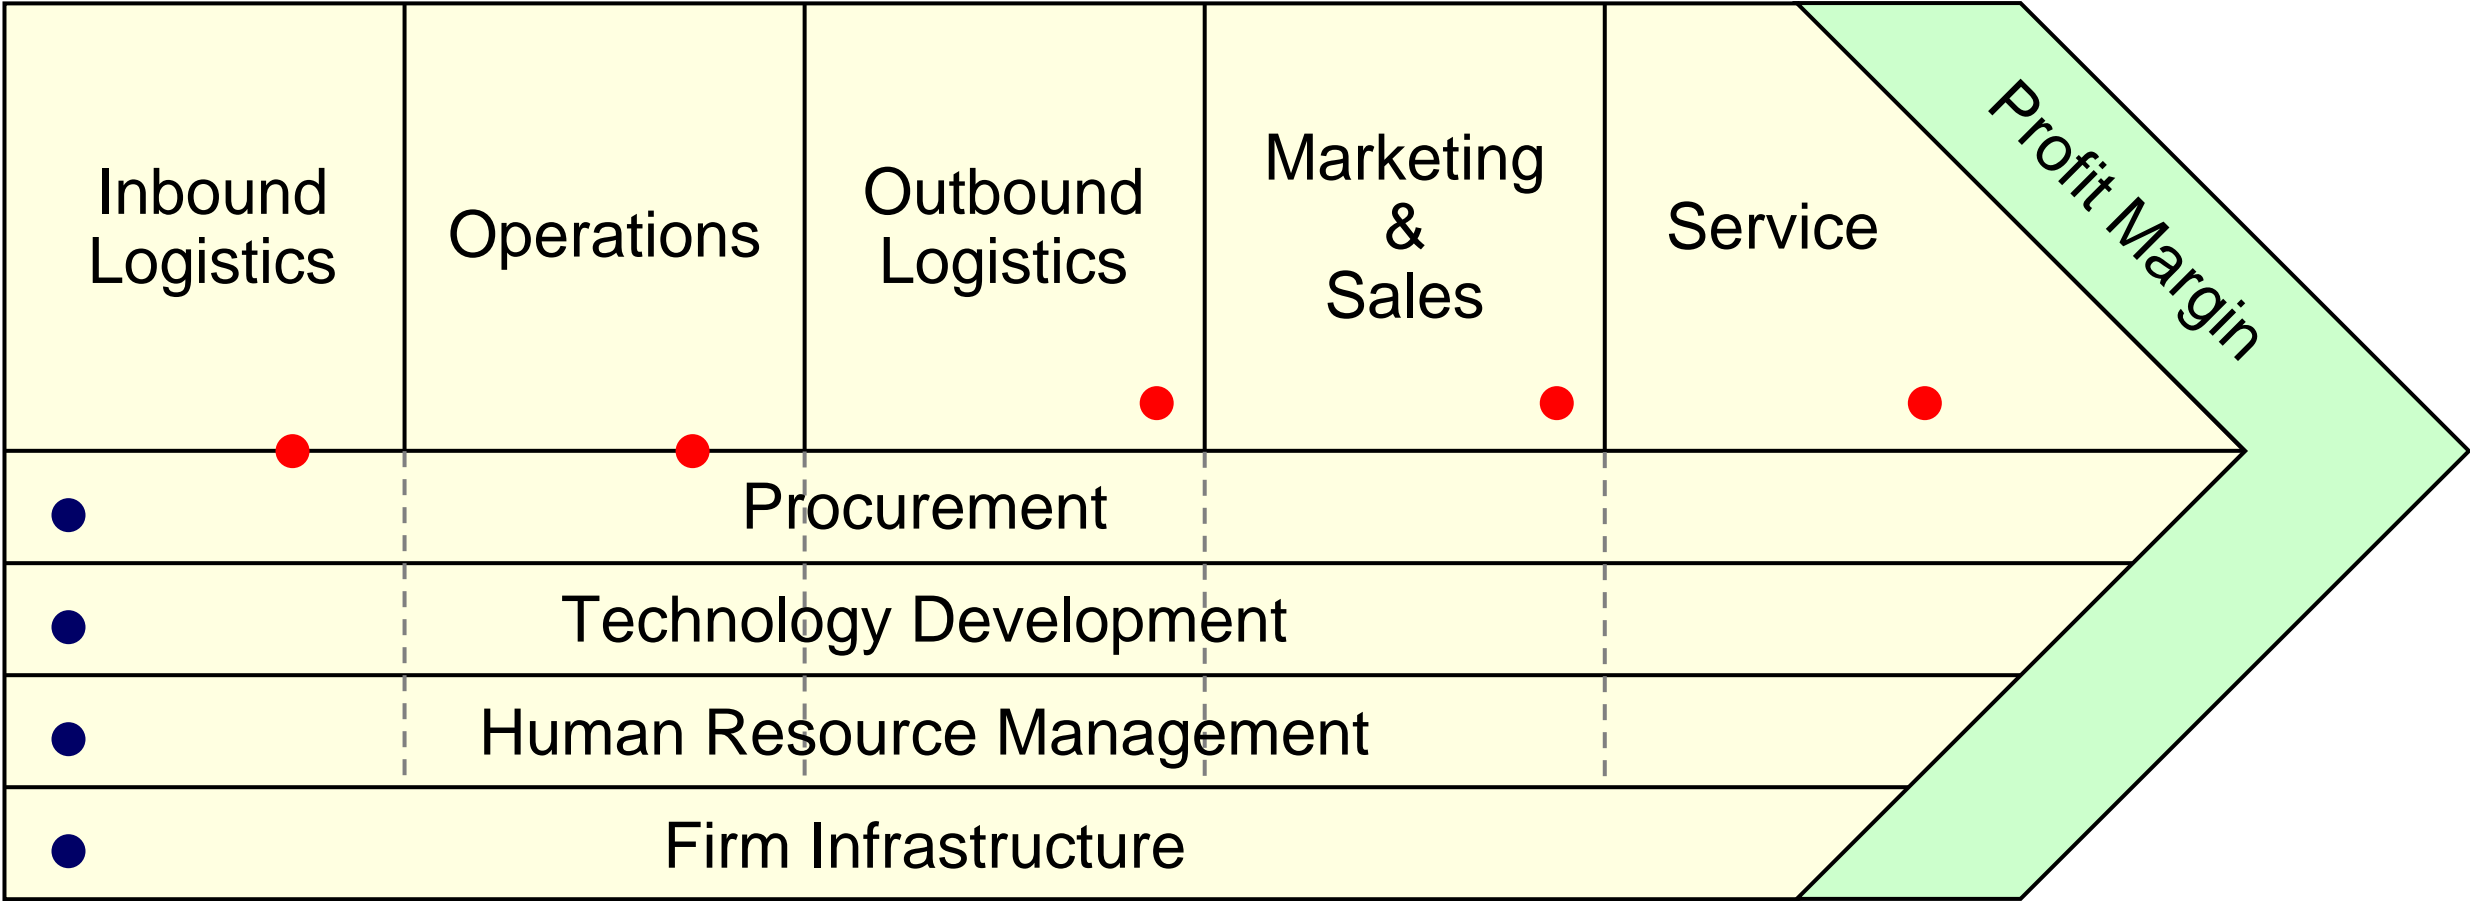 Inbound
Logistics
Operations
Outbound
Logistics
Marketing
&
Sales
Service
Profit Margin
Procurement
Technology Development
Human Resource Management
Firm Infrastructure